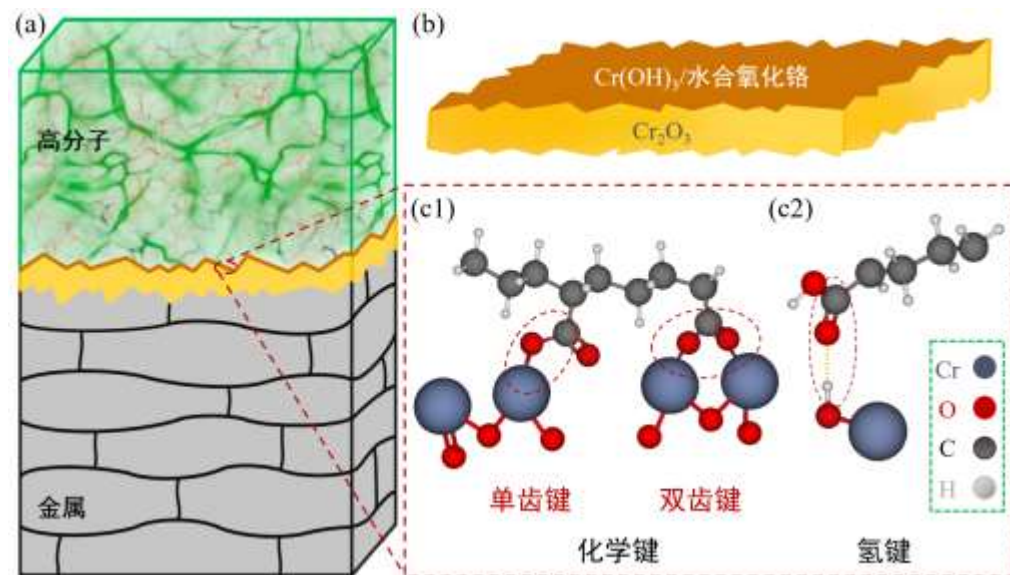 (a)
高分子
金属
(b)
Cr(OH)₃/水合氧化铬
Cr₂O₃
(c1)
(c2)
单齿键
双齿键
化学键
氢键
Cr
O
C
H